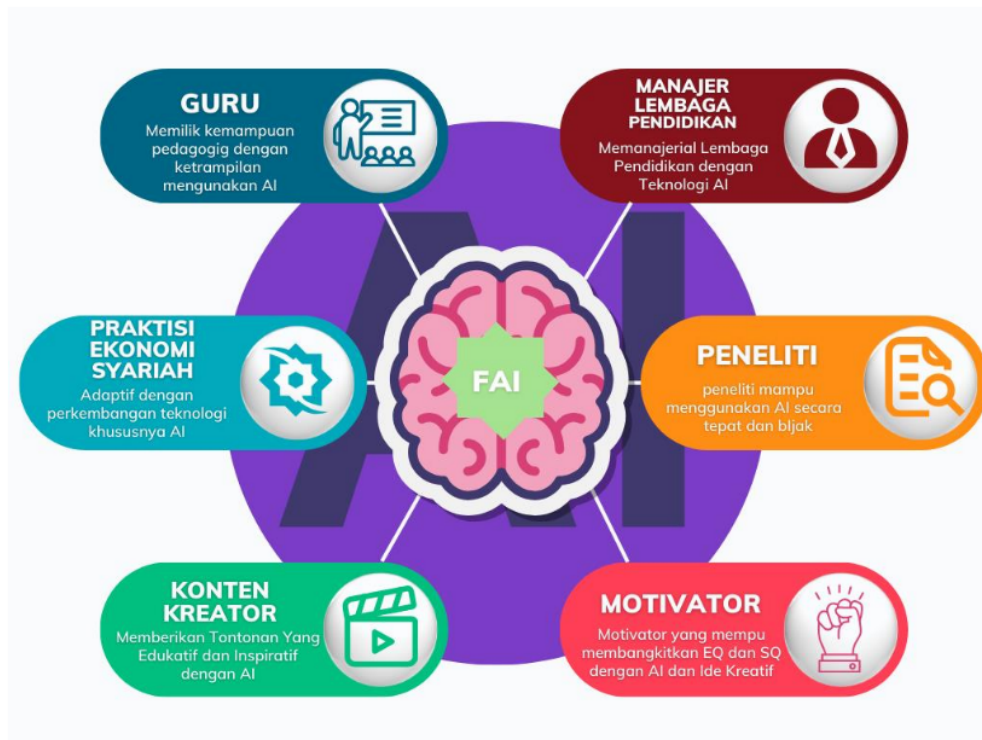 GURU
Memilik kemampuan
pedagogig dengan
ketrampilan
mengunakan AI
MANAJER
LEMBAGA
PENDIDIKAN
Memanajerial Lembaga
Pendidikan dengan
Teknologi AI
PRAKTISI
EKONOMI
SYARIAH
Adaptif dengan
perkembangan teknologi
khususnya AI
AI
FAI
PENELITI
peneliti mampu
menggunakan AI secara
tepat dan bIjak
KONTEN
KREATOR
Memberikan Tontonan Yang
Edukatif dan Inspiratif
dengan AI
MOTIVATOR
Motivator yang mempu
membangkitkan EQ dan SQ
dengan AI dan Ide Kreatif